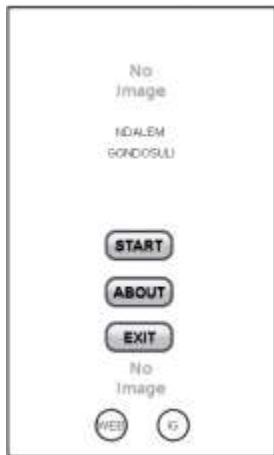 No
Image
NDALEM
GONDOSULI
START
ABOUT
EXIT
No
Image
WEB
IG